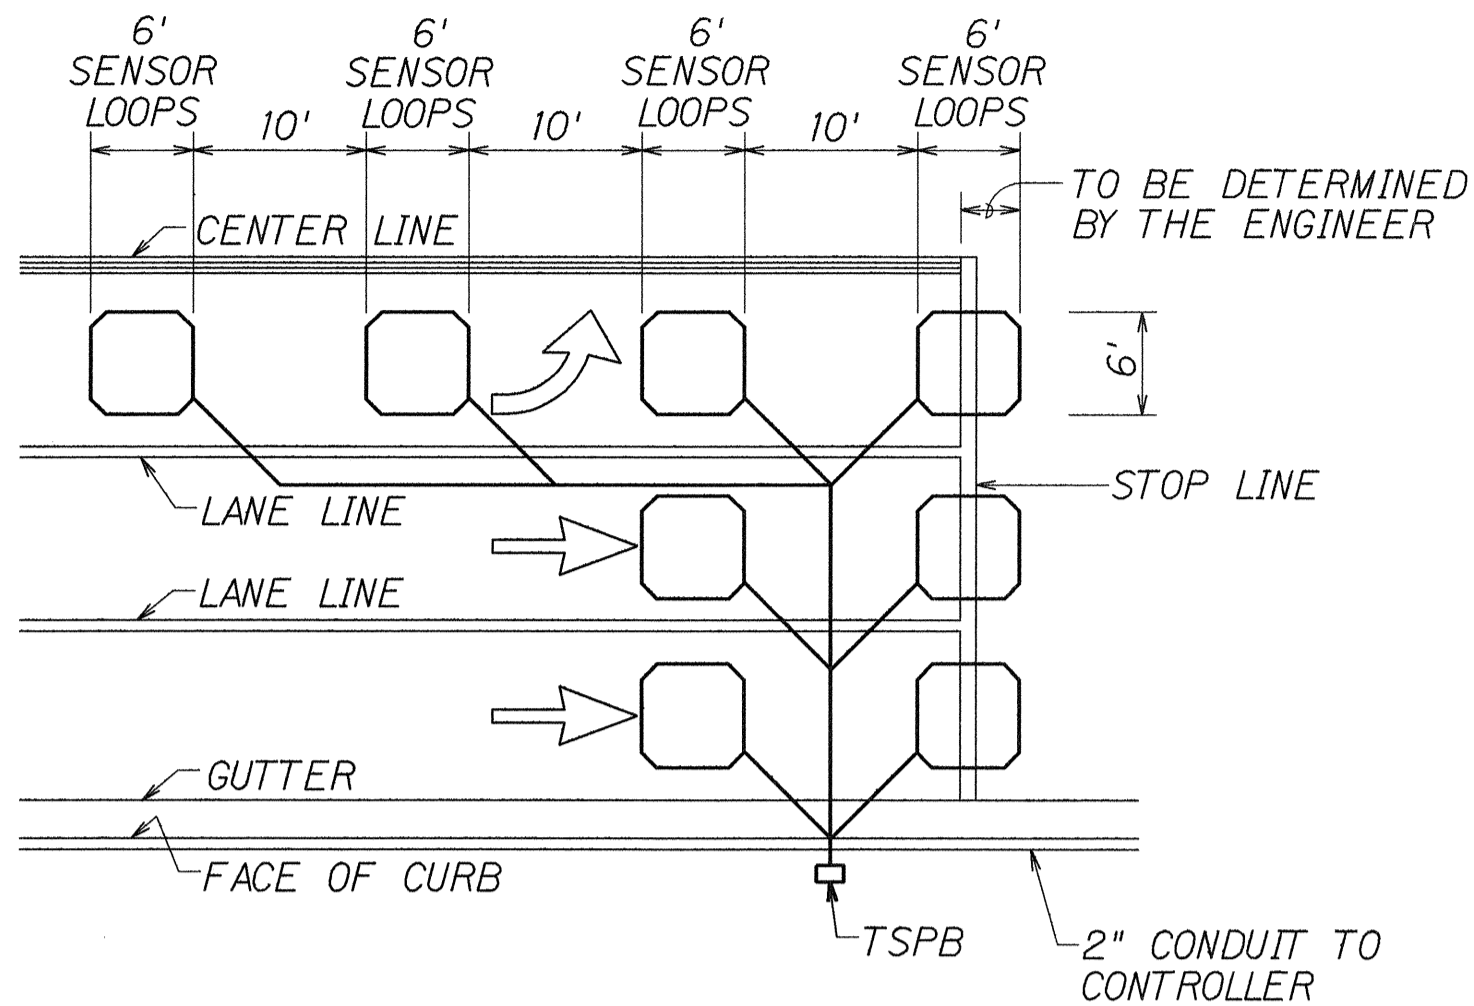 6'
SENSOR
LOOPS
10'
6'
SENSOR
LOOPS
10'
6'
SENSOR
LOOPS
10'
6'
SENSOR
LOOPS
TO BE DETERMINED
BY THE ENGINEER
CENTER LINE
6'
LANE LINE
STOP LINE
LANE LINE
GUTTER
FACE OF CURB
TSPB
2" CONDUIT TO
CONTROLLER